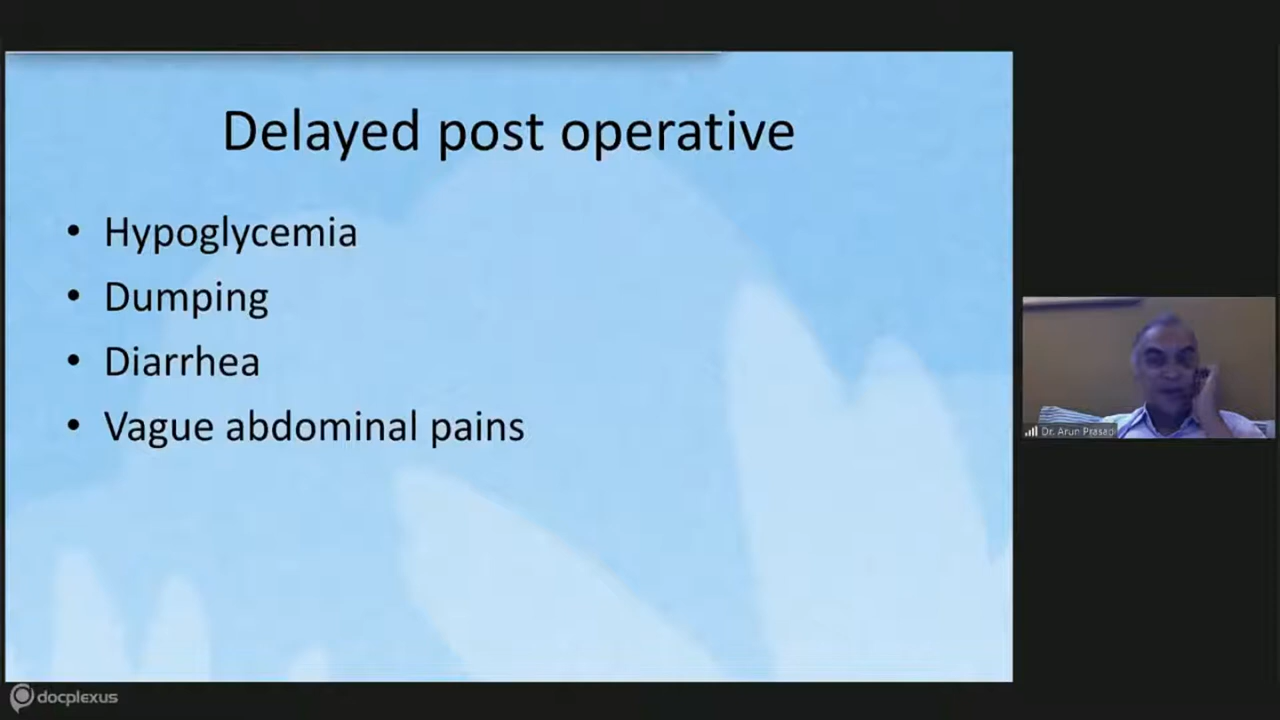 Delayed post operative
• Hypoglycemia
• Dumping
• Diarrhea
• Vague abdominal pains
Dr. Arun Prasad
docplexus